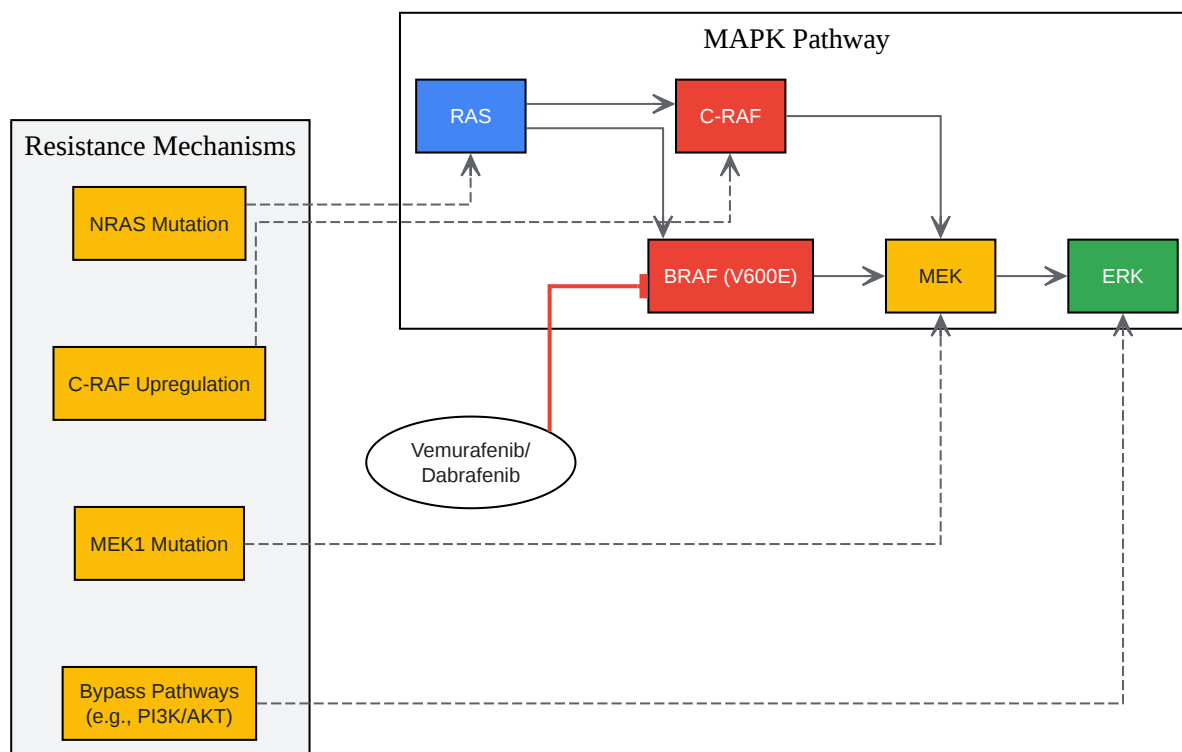 MAPK Pathway
RAS
C-RAF
Resistance Mechanisms
NRAS Mutation
BRAF (V600E)
MEK
ERK
C-RAF Upregulation
Vemurafenib/
Dabrafenib
MEK1 Mutation
Bypass Pathways
(e.g., PI3K/AKT)